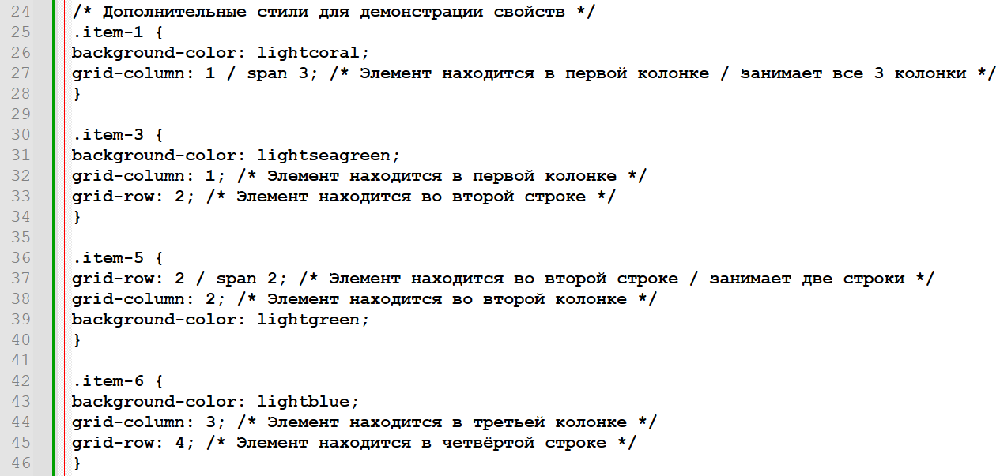 24 /* Дополнительные стили для демонстрации свойств */
25 .item-1 {
26 background-color: lightcoral;
27 grid-column: 1 / span 3; /* Элемент находится в первой колонке / занимает все 3 колонки */
28 }
29
30 .item-3 {
31 background-color: lightseagreen;
32 grid-column: 1; /* Элемент находится в первой колонке */
33 grid-row: 2; /* Элемент находится во второй строке */
34 }
35
36 .item-5 {
37 grid-row: 2 / span 2; /* Элемент находится во второй строке / занимает две строки */
38 grid-column: 2; /* Элемент находится во второй колонке */
39 background-color: lightgreen;
40 }
41
42 .item-6 {
43 background-color: lightblue;
44 grid-column: 3; /* Элемент находится в третьей колонке */
45 grid-row: 4; /* Элемент находится в четвёртой строке */
46 }